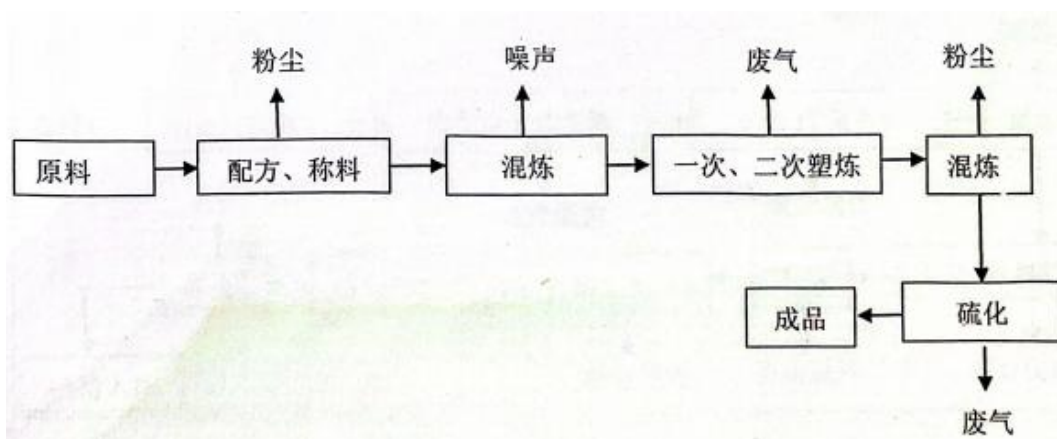 粉尘 噪声 废气 粉尘
原料 配方、称料 混炼 一次、二次塑炼 混炼
成品 硫化
废气